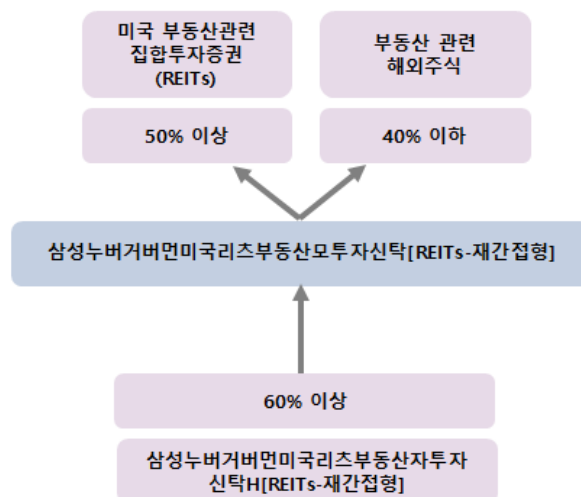 미국 부동산관련
집합투자증권
(REITs)
부동산 관련
해외주식
50% 이상
40% 이하
삼성누버거버먼미국리츠부동산모투자신탁[REITs-재간접형]
60% 이상
삼성누버거버먼미국리츠부동산자투자
신탁H[REITs-재간접형]